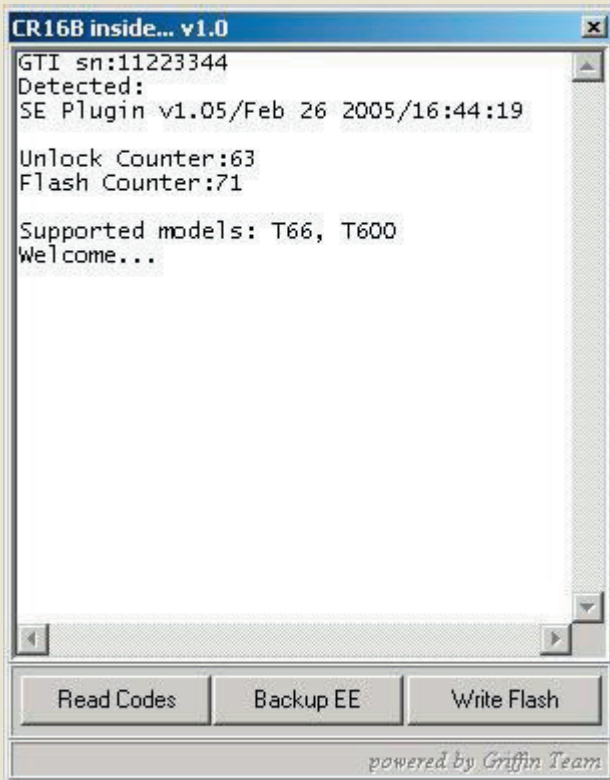 CR16B inside... v1.0
GTI sn:11223344
Detected:
SE Plugin v1.05/Feb 26 2005/16:44:19
Unlock Counter:63
Flash Counter:71
Supported models: T66, T600
Welcome...
Read Codes
Backup EE
Write Flash
powered by Griffin Team